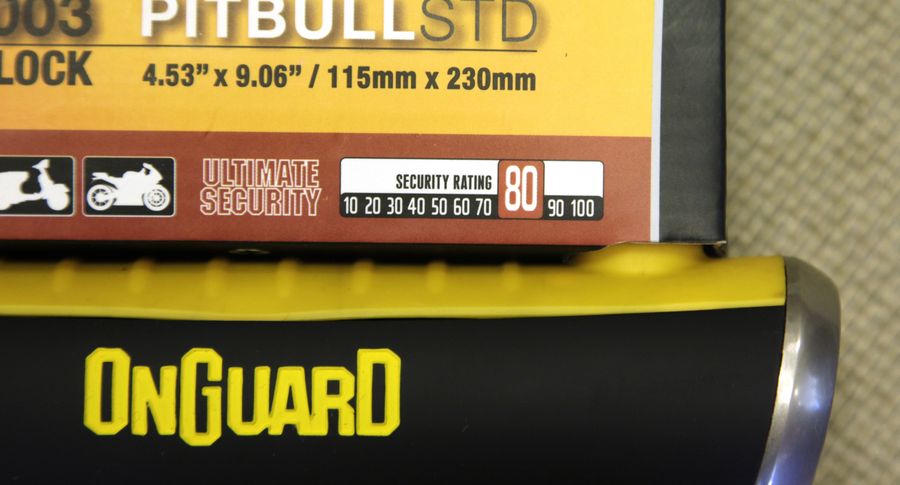 003 PITBULL STD
LOCK 4.53” x 9.06” / 115mm x 230mm
ULTIMATE
SECURITY
SECURITY RATING
10 20 30 40 50 60 70 80 90 100
ONGUARD